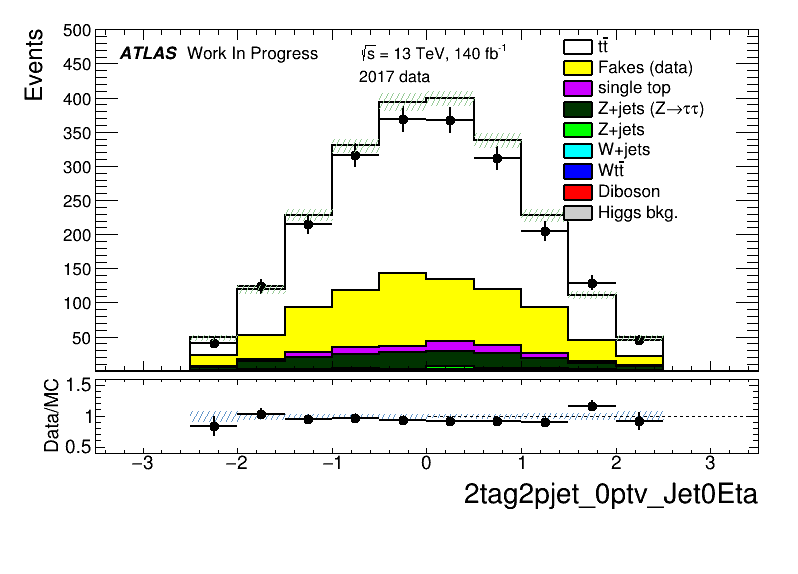 Events
500
450
400
350
300
250
200
150
100
50
ATLAS Work In Progress
√s = 13 TeV, 140 fb⁻¹
2017 data
tt̄
Fakes (data)
single top
Z+jets (Z→ττ)
Z+jets
W+jets
Wtt̄
Diboson
Higgs bkg.
Data/MC
1.5
1
0.5
−3 −2 −1 0 1 2 3
2tag2pjet_0ptv_Jet0Eta